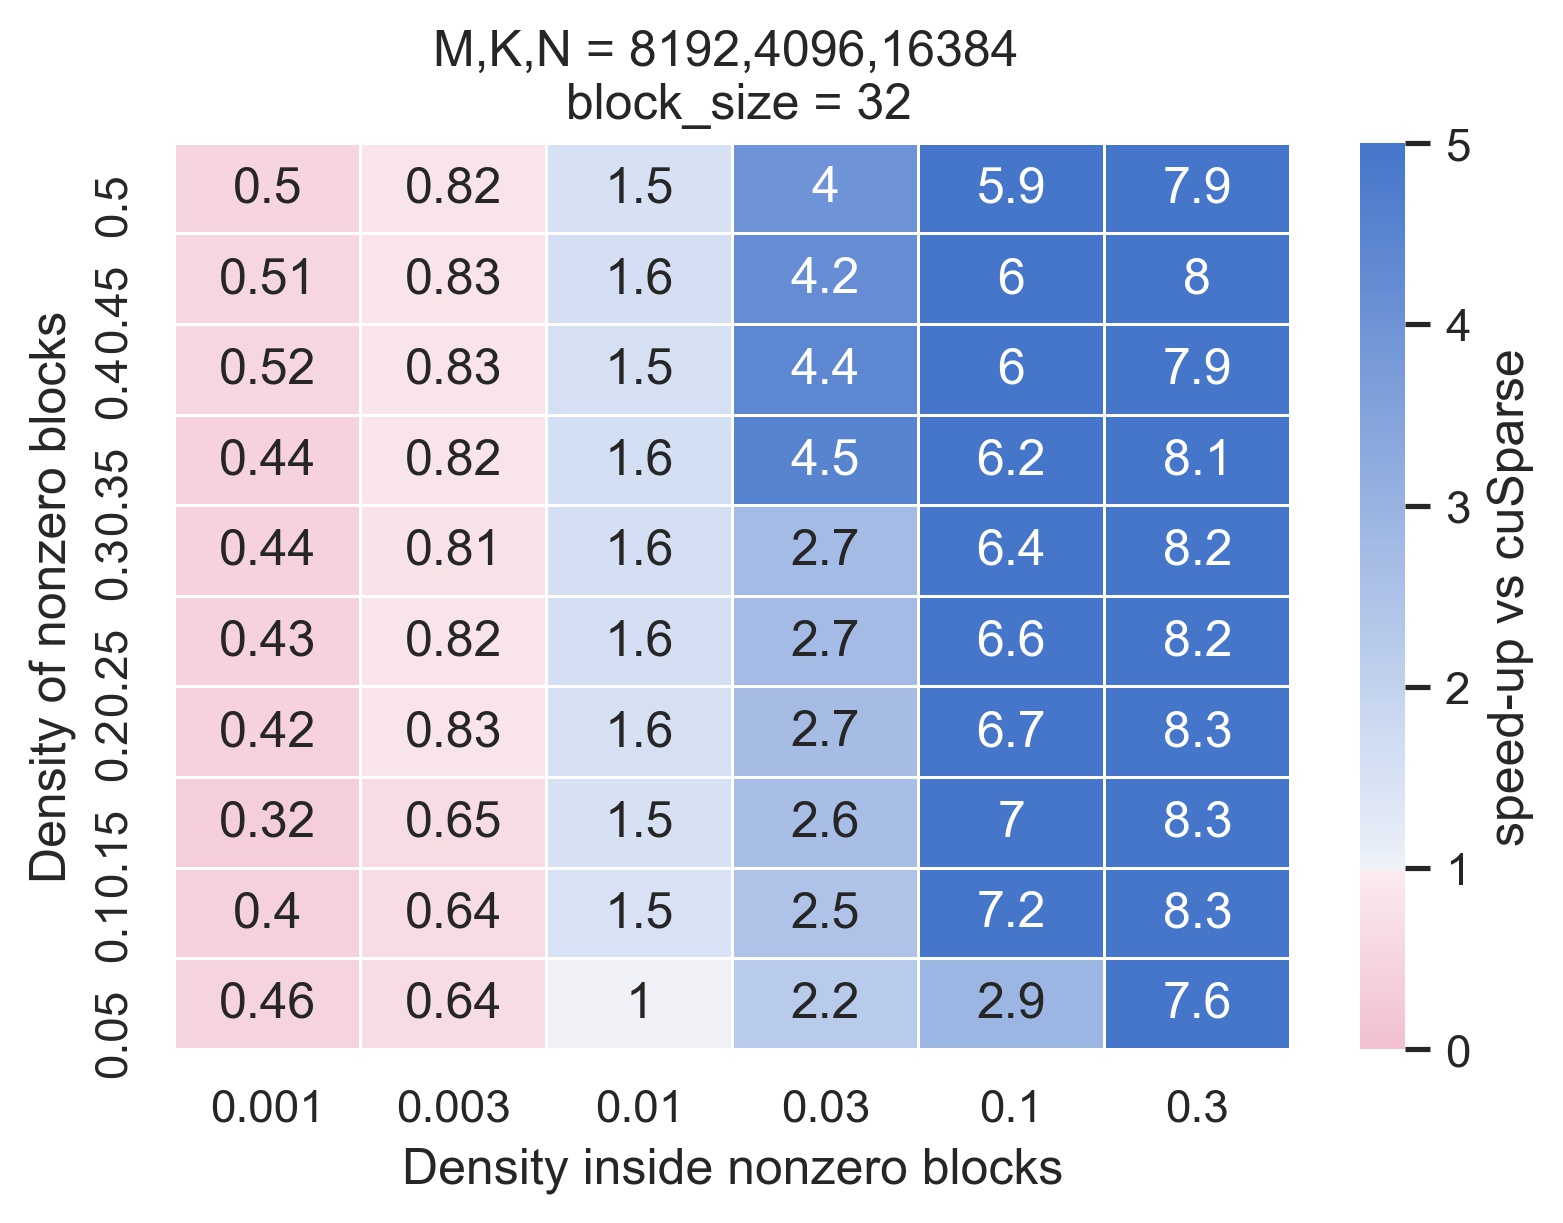 M,K,N = 8192,4096,16384
block_size = 32
Density of nonzero blocks
0.5 0.5 0.82 1.5 4 5.9 7.9
0.45 0.51 0.83 1.6 4.2 6 8
0.4 0.52 0.83 1.5 4.4 6 7.9
0.35 0.44 0.82 1.6 4.5 6.2 8.1
0.3 0.44 0.81 1.6 2.7 6.4 8.2
0.25 0.43 0.82 1.6 2.7 6.6 8.2
0.2 0.42 0.83 1.6 2.7 6.7 8.3
0.15 0.32 0.65 1.5 2.6 7 8.3
0.1 0.4 0.64 1.5 2.5 7.2 8.3
0.05 0.46 0.64 1 2.2 2.9 7.6
0.001 0.003 0.01 0.03 0.1 0.3
Density inside nonzero blocks
5
4
3
2
1
0
speed-up vs cuSparse